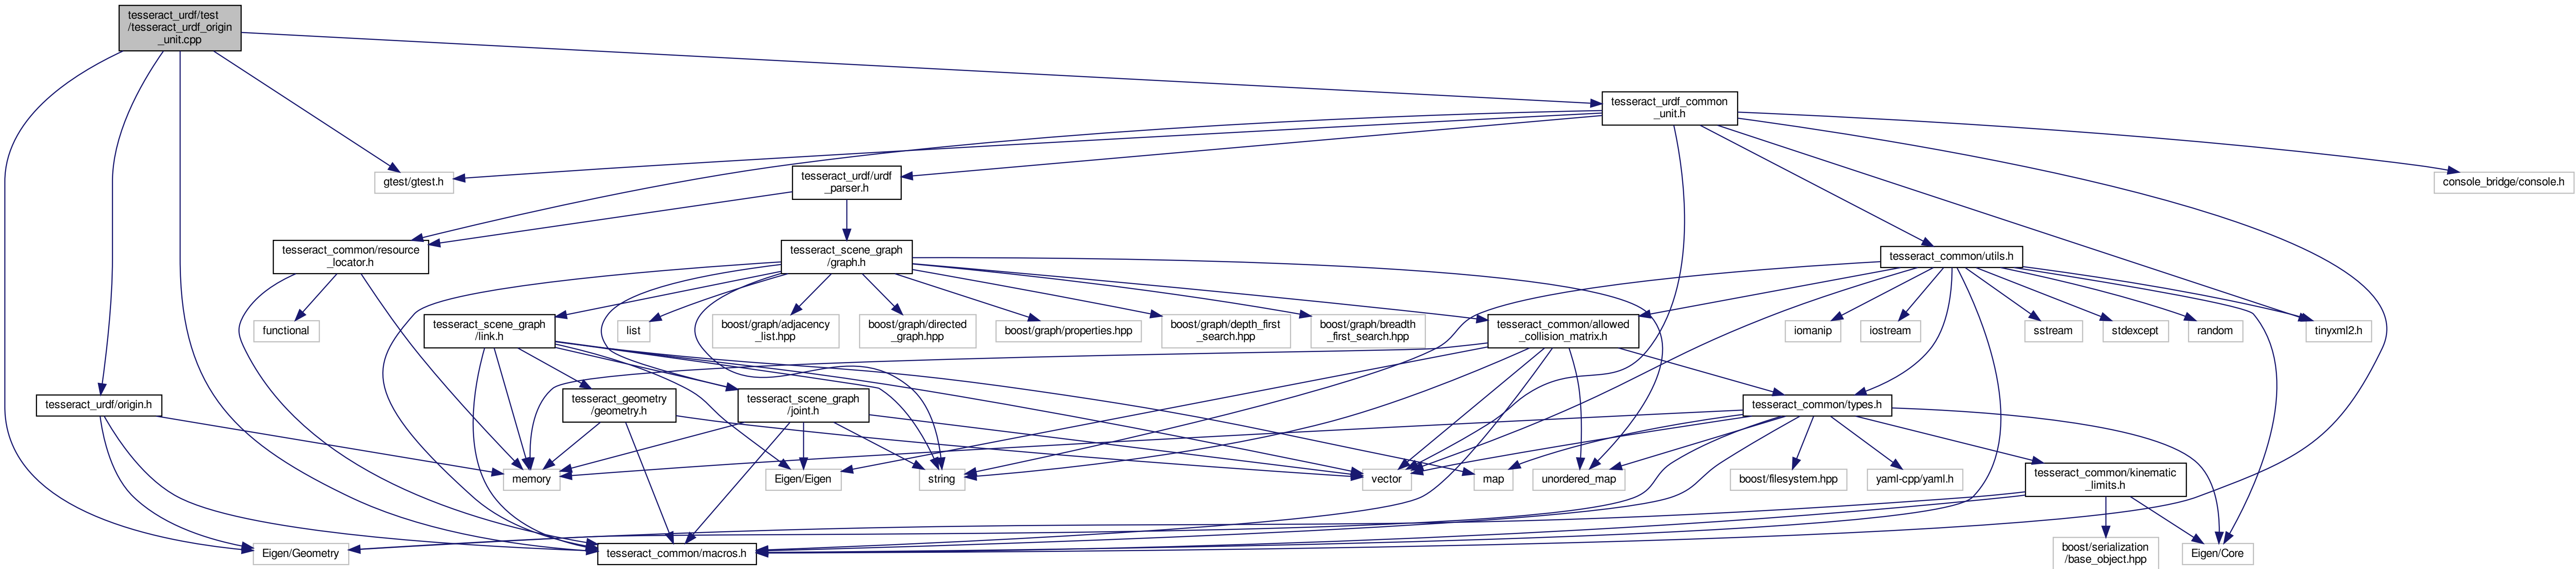 tesseract_urdf/test
/tesseract_urdf_origin
_unit.cpp
tesseract_urdf_common
_unit.h
gtest/gtest.h
tesseract_urdf/urdf
_parser.h
console_bridge/console.h
tesseract_common/resource
_locator.h
tesseract_scene_graph
/graph.h
tesseract_common/utils.h
functional
tesseract_scene_graph
/link.h
list
boost/graph/adjacency
_list.hpp
boost/graph/directed
_graph.hpp
boost/graph/properties.hpp
boost/graph/depth_first
_search.hpp
boost/graph/breadth
_first_search.hpp
tesseract_common/allowed
_collision_matrix.h
iomanip
iostream
sstream
stdexcept
random
tinyxml2.h
tesseract_urdf/origin.h
tesseract_geometry
/geometry.h
tesseract_scene_graph
/joint.h
tesseract_common/types.h
memory
Eigen/Eigen
string
vector
map
unordered_map
boost/filesystem.hpp
yaml-cpp/yaml.h
tesseract_common/kinematic
_limits.h
Eigen/Geometry
tesseract_common/macros.h
boost/serialization
/base_object.hpp
Eigen/Core